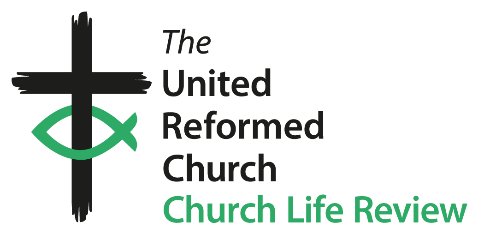 The
United
Reformed
Church
Church Life Review